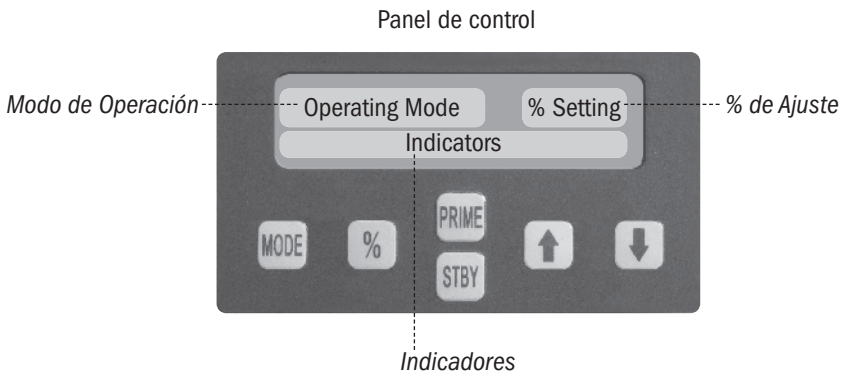 Panel de control
Modo de Operación
Operating Mode
% Setting
% de Ajuste
Indicators
MODE
%
PRIME
STBY
Indicadores